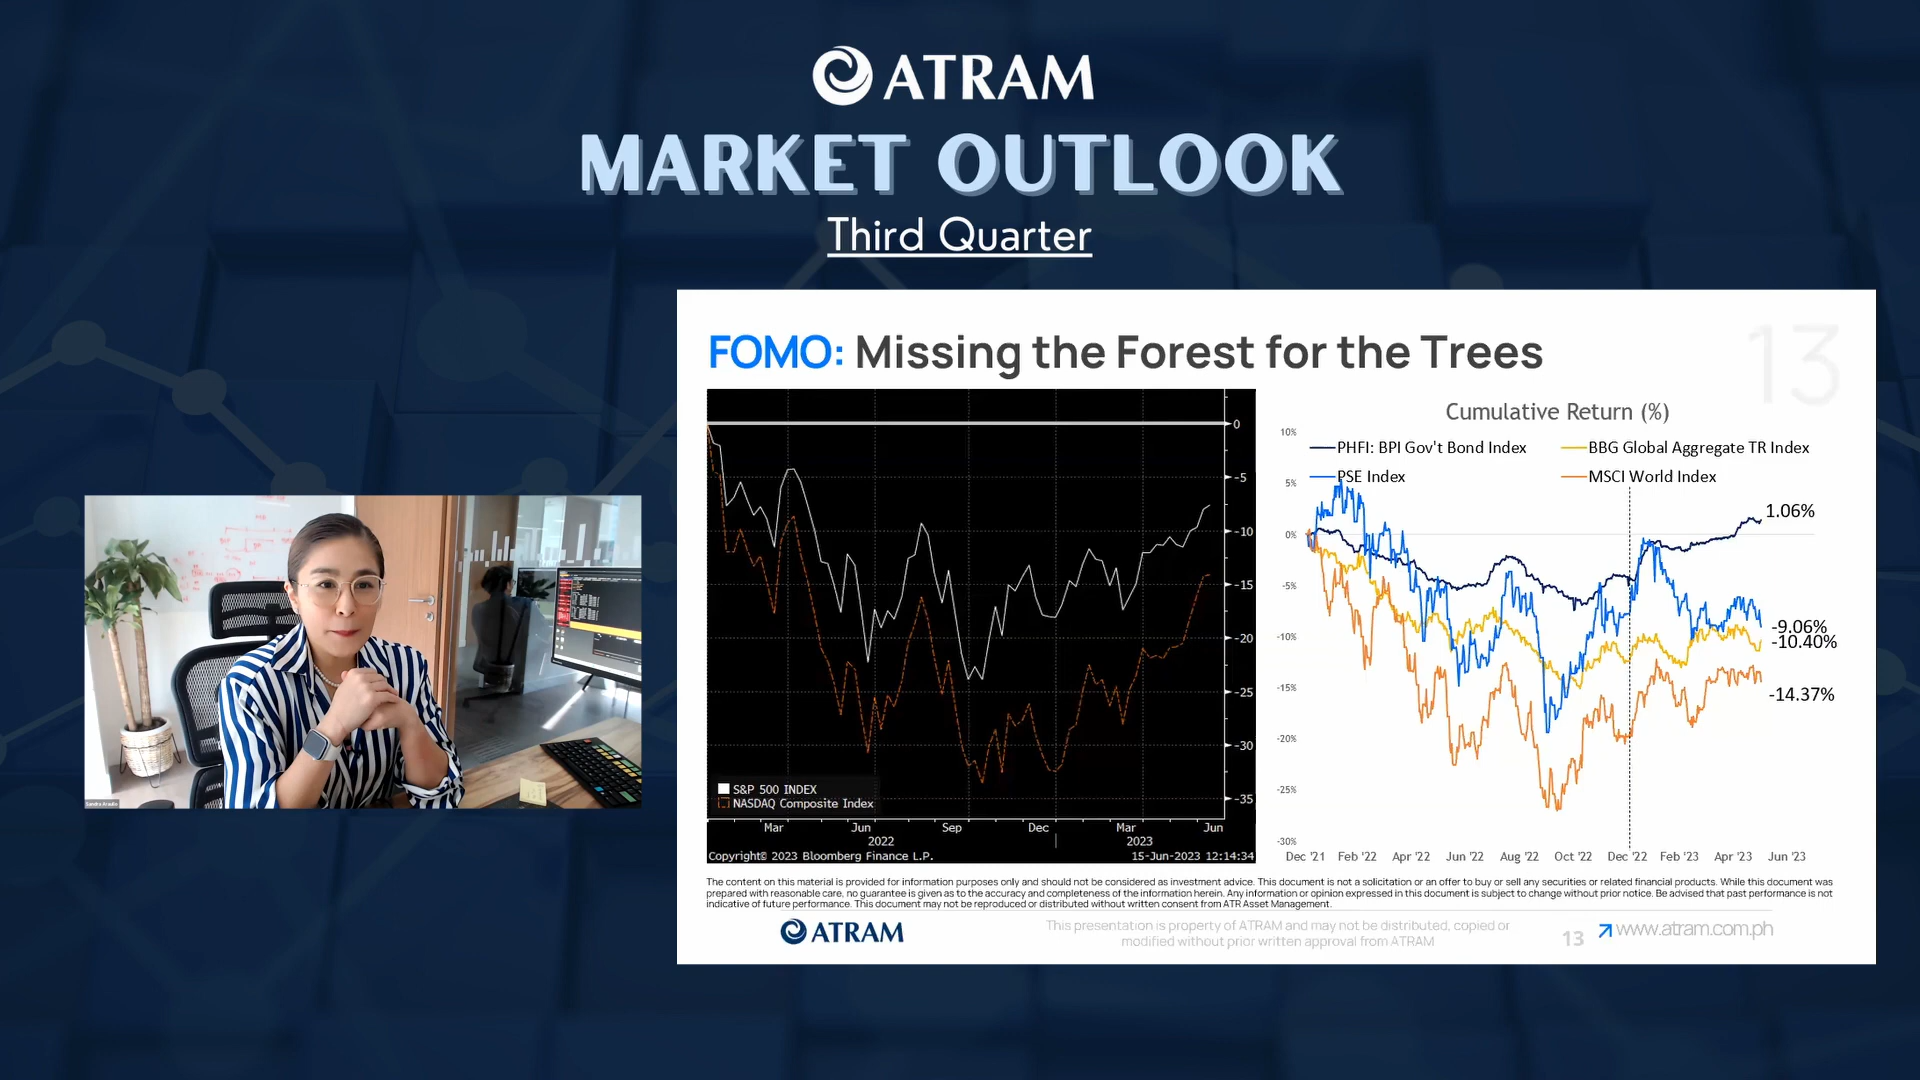 ATRAM
MARKET OUTLOOK
Third Quarter
FOMO: Missing the Forest for the Trees
13
0
-5
-10
-15
-20
-25
-30
-35
S&P 500 INDEX
NASDAQ Composite Index
Mar Jun Sep Dec Mar Jun
2022 2023
Copyright© 2023 Bloomberg Finance L.P. 15-Jun-2023 12:14:34
Cumulative Return (%)
PHFI: BPI Gov't Bond Index BBG Global Aggregate TR Index
PSE Index MSCI World Index
10%
5%
0%
-5%
-10%
-15%
-20%
-25%
-30%
1.06%
-9.06%
-10.40%
-14.37%
Dec '21 Feb '22 Apr '22 Jun '22 Aug '22 Oct '22 Dec '22 Feb '23 Apr '23 Jun '23
The content on this material is provided for information purposes only and should not be considered as investment advice. This document is not a solicitation or an offer to buy or sell any securities or related financial products. While this document was
prepared with reasonable care, no guarantee is given as to the accuracy and completeness of the information herein. Any information or opinion expressed in this document is subject to change without prior notice. Be advised that past performance is not
indicative of future performance. This document may not be reproduced or distributed without written consent from ATR Asset Management.
ATRAM
This presentation is property of ATRAM and may not be distributed, copied or
modified without prior written approval from ATRAM
13
www.atram.com.ph